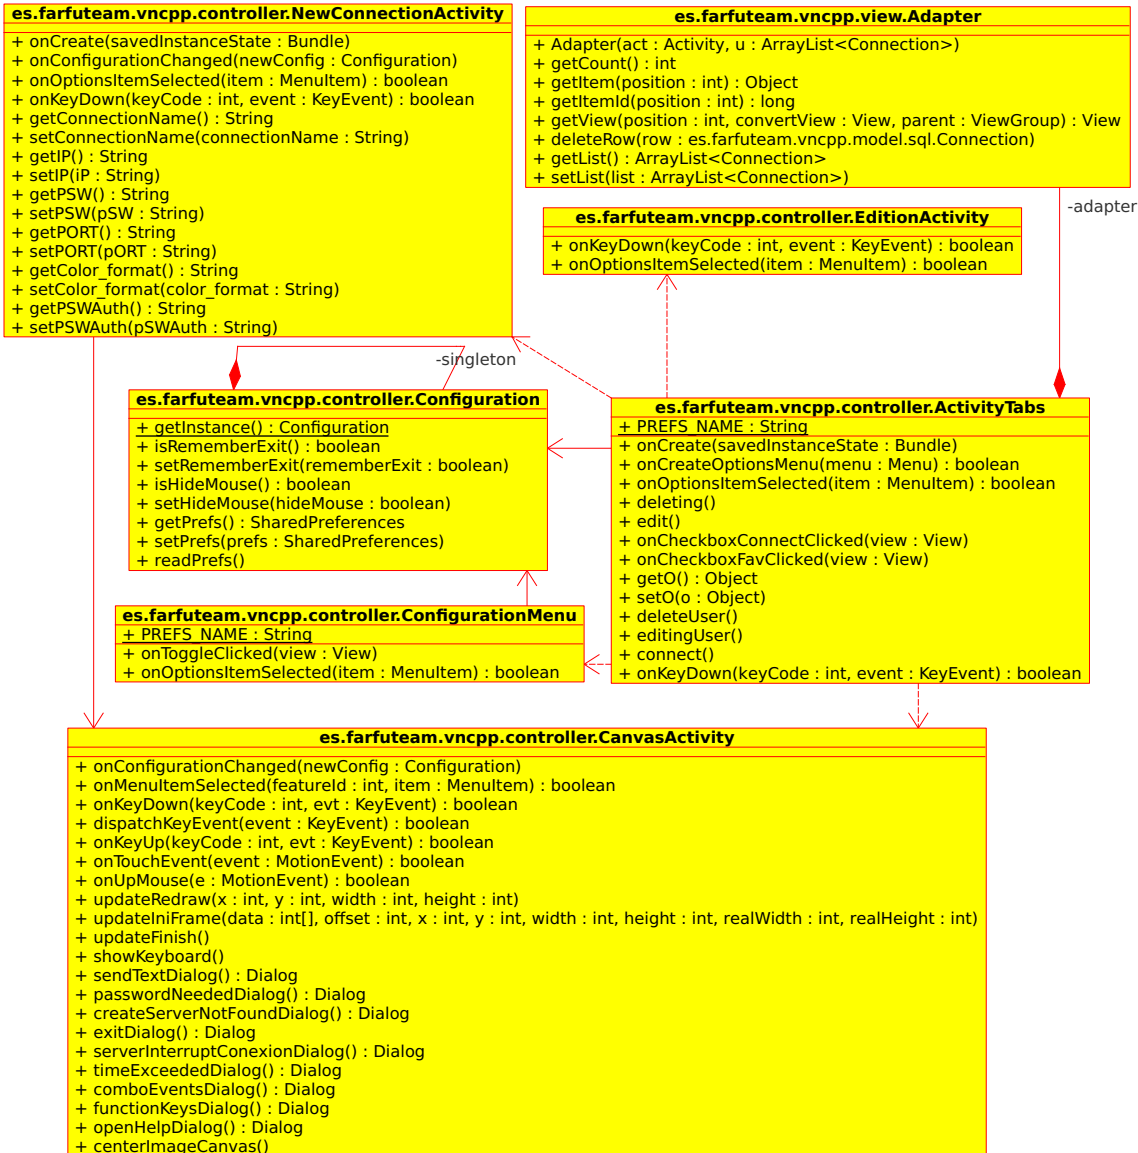 es.farfuteam.vncpp.controller.NewConnectionActivity
+ onCreate(savedInstanceState : Bundle)
+ onConfigurationChanged(newConfig : Configuration)
+ onOptionsItemSelected(item : MenuItem) : boolean
+ onKeyDown(keyCode : int, event : KeyEvent) : boolean
+ getConnectionName() : String
+ setConnectionName(connectionName : String)
+ getIP() : String
+ setIP(iP : String)
+ getPSW() : String
+ setPSW(pSW : String)
+ getPORT() : String
+ setPORT(pORT : String)
+ getColor_format() : String
+ setColor_format(color_format : String)
+ getPSWAuth() : String
+ setPSWAuth(pSWAuth : String)
es.farfuteam.vncpp.view.Adapter
+ Adapter(act : Activity, u : ArrayList<Connection>)
+ getCount() : int
+ getItem(position : int) : Object
+ getItemId(position : int) : long
+ getView(position : int, convertView : View, parent : ViewGroup) : View
+ deleteRow(row : es.farfuteam.vncpp.model.sql.Connection)
+ getList() : ArrayList<Connection>
+ setList(list : ArrayList<Connection>)
-adapter
es.farfuteam.vncpp.controller.EditionActivity
+ onKeyDown(keyCode : int, event : KeyEvent) : boolean
+ onOptionsItemSelected(item : MenuItem) : boolean
-singleton
es.farfuteam.vncpp.controller.Configuration
+ getInstance() : Configuration
+ isRememberExit() : boolean
+ setRememberExit(rememberExit : boolean)
+ isHideMouse() : boolean
+ setHideMouse(hideMouse : boolean)
+ getPrefs() : SharedPreferences
+ setPrefs(prefs : SharedPreferences)
+ readPrefs()
es.farfuteam.vncpp.controller.ActivityTabs
+ PREFS_NAME : String
+ onCreate(savedInstanceState : Bundle)
+ onCreateOptionsMenu(menu : Menu) : boolean
+ onOptionsItemSelected(item : MenuItem) : boolean
+ deleting()
+ edit()
+ onCheckboxConnectClicked(view : View)
+ onCheckboxFavClicked(view : View)
+ getO() : Object
+ setO(o : Object)
+ deleteUser()
+ editingUser()
+ connect()
+ onKeyDown(keyCode : int, event : KeyEvent) : boolean
es.farfuteam.vncpp.controller.ConfigurationMenu
+ PREFS_NAME : String
+ onToggleClicked(view : View)
+ onOptionsItemSelected(item : MenuItem) : boolean
es.farfuteam.vncpp.controller.CanvasActivity
+ onConfigurationChanged(newConfig : Configuration)
+ onMenuItemSelected(featureId : int, item : MenuItem) : boolean
+ onKeyDown(keyCode : int, evt : KeyEvent) : boolean
+ dispatchKeyEvent(event : KeyEvent) : boolean
+ onKeyUp(keyCode : int, evt : KeyEvent) : boolean
+ onTouchEvent(event : MotionEvent) : boolean
+ onUpMouse(e : MotionEvent) : boolean
+ updateRedraw(x : int, y : int, width : int, height : int)
+ updateIniFrame(data : int[], offset : int, x : int, y : int, width : int, height : int, realWidth : int, realHeight : int)
+ updateFinish()
+ showKeyboard()
+ sendTextDialog() : Dialog
+ passwordNeededDialog() : Dialog
+ createServerNotFoundDialog() : Dialog
+ exitDialog() : Dialog
+ serverInterruptConexionDialog() : Dialog
+ timeExceededDialog() : Dialog
+ comboEventsDialog() : Dialog
+ functionKeysDialog() : Dialog
+ openHelpDialog() : Dialog
+ centerImageCanvas()